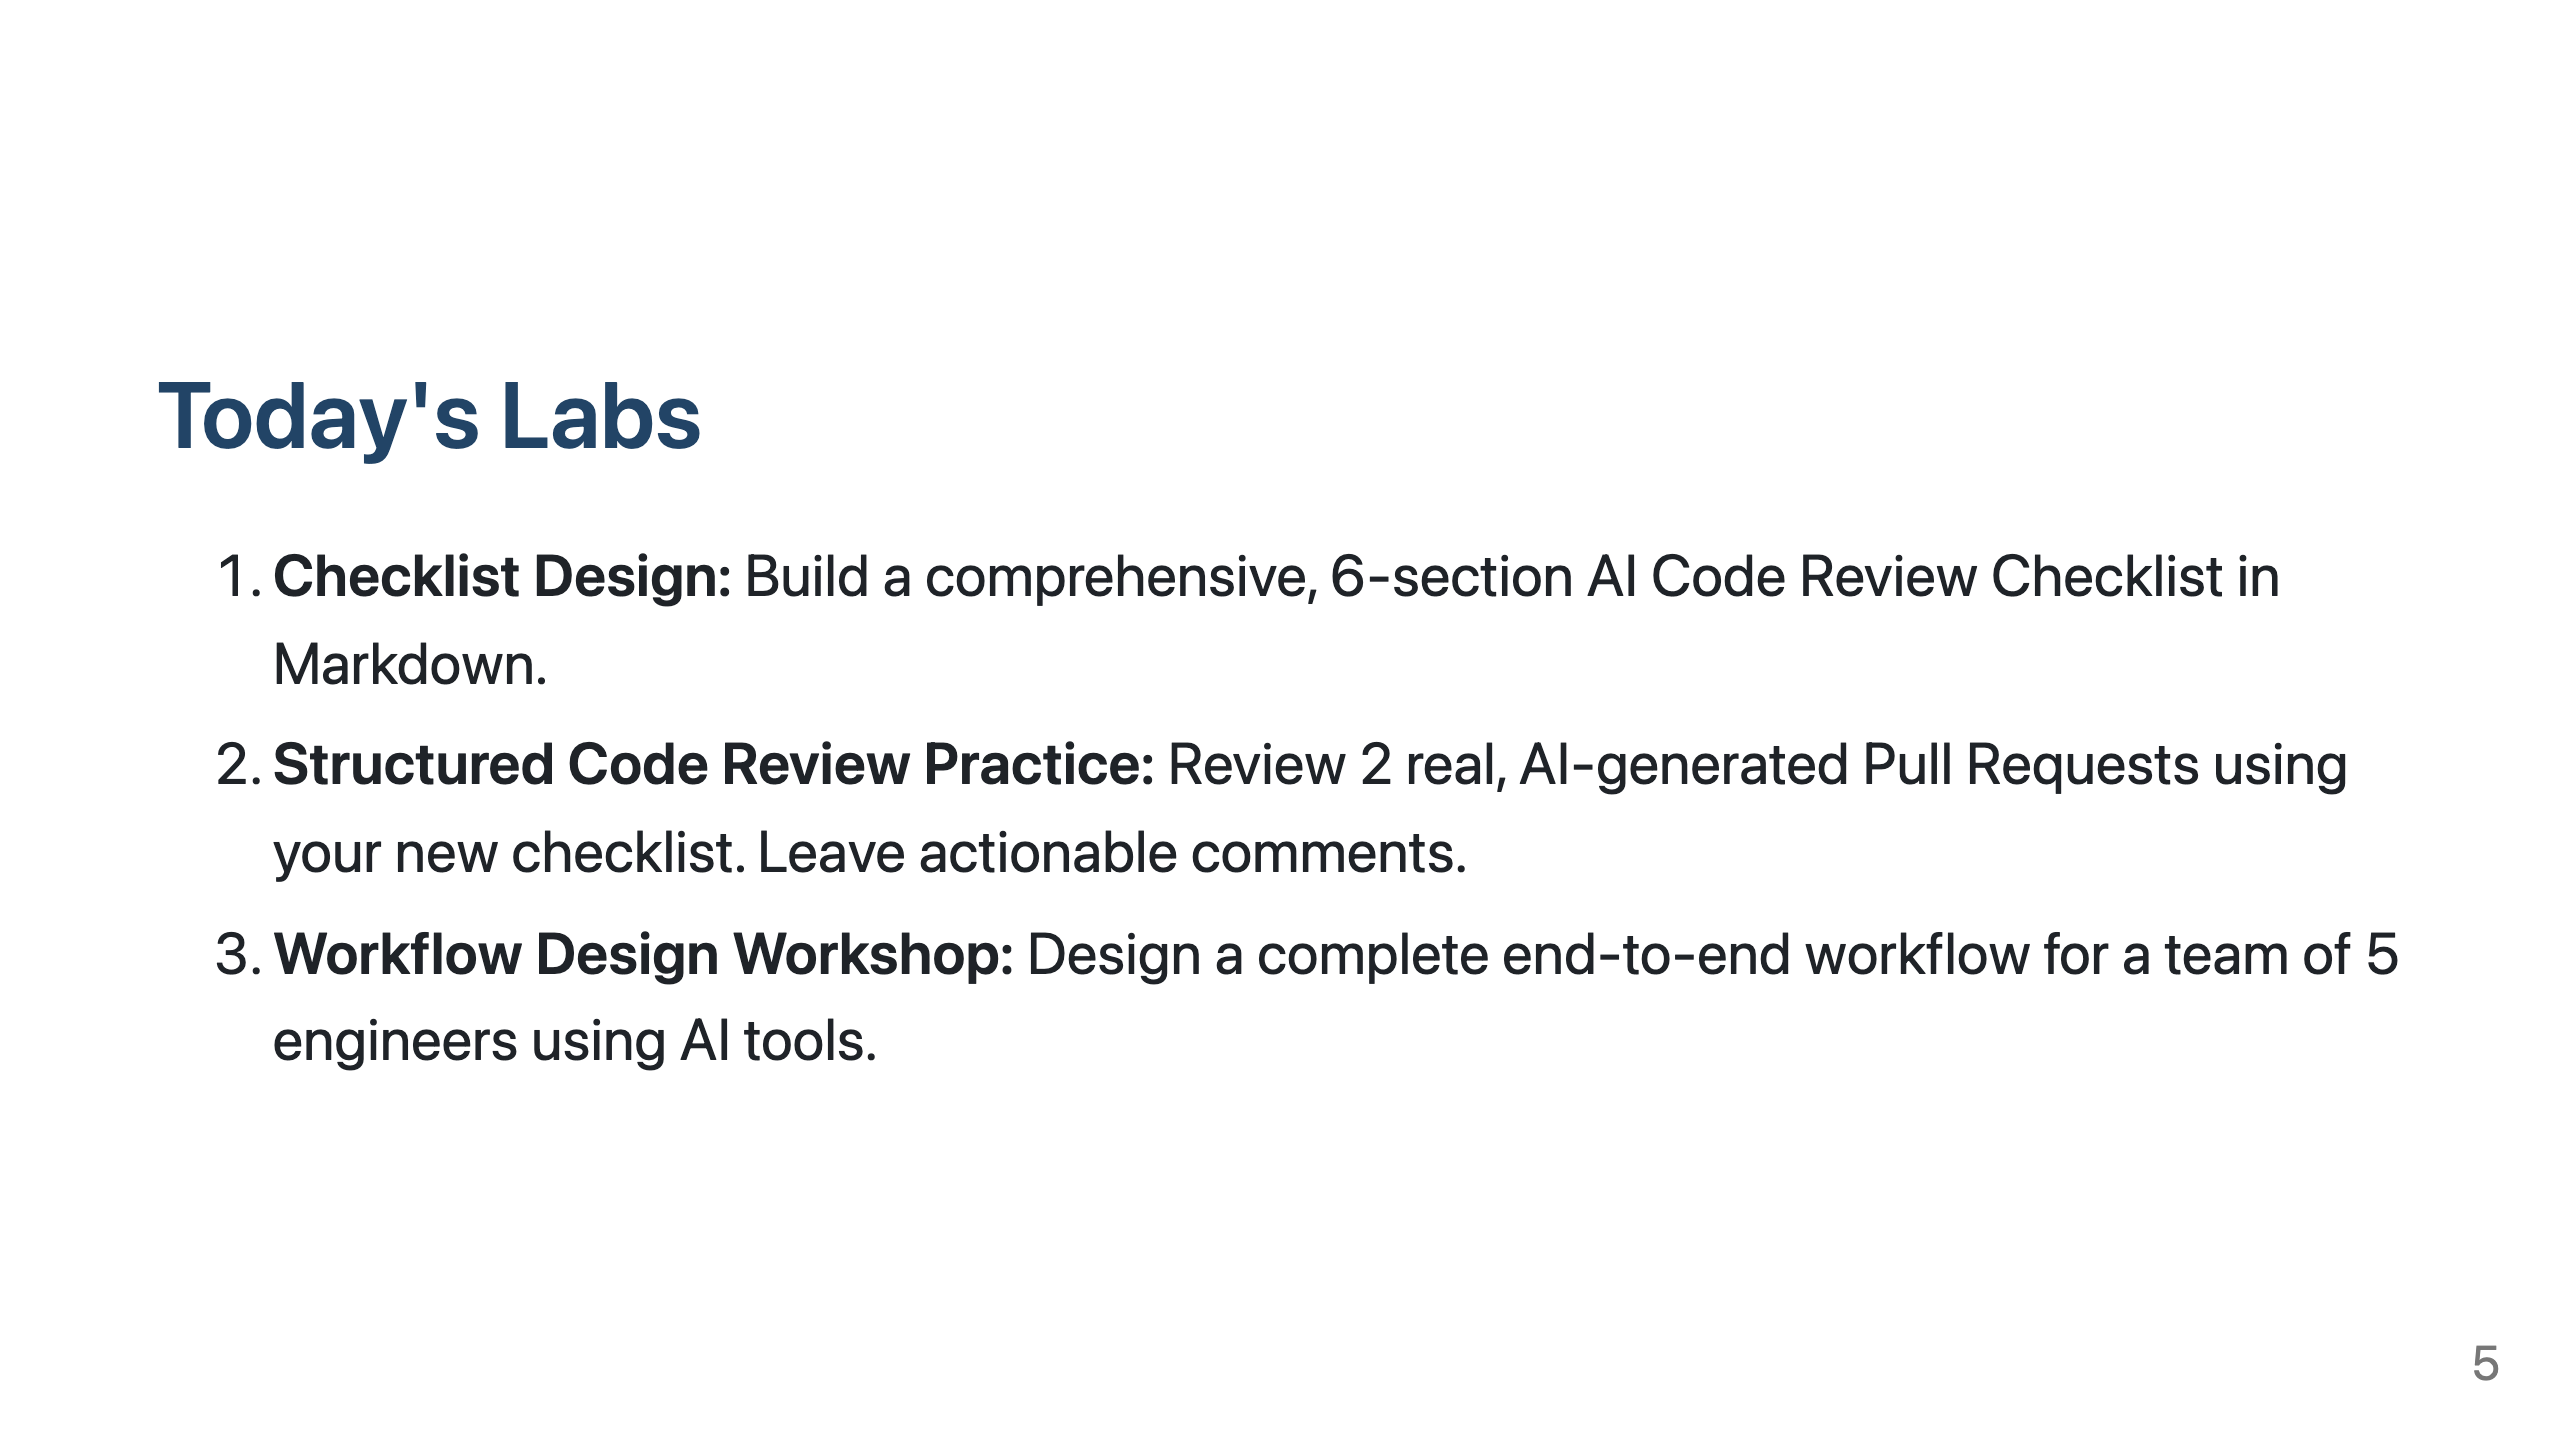 Today's Labs
1. Checklist Design: Build a comprehensive, 6-section AI Code Review Checklist in
Markdown.
2. Structured Code Review Practice: Review 2 real, AI-generated Pull Requests using
your new checklist. Leave actionable comments.
3. Workflow Design Workshop: Design a complete end-to-end workflow for a team of 5
engineers using AI tools.
5